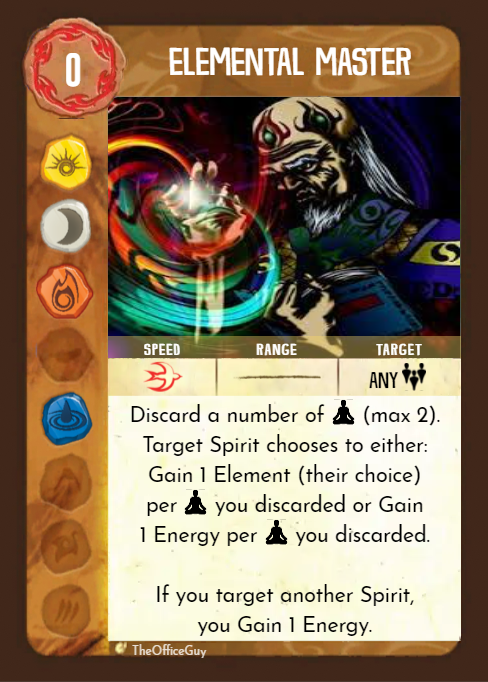 0
ELEMENTAL MASTER
SPEED RANGE TARGET
ANY
Discard a number of (max 2).
Target Spirit chooses to either:
Gain 1 Element (their choice)
per you discarded or Gain
1 Energy per you discarded.
If you target another Spirit,
you Gain 1 Energy.
TheOfficeGuy